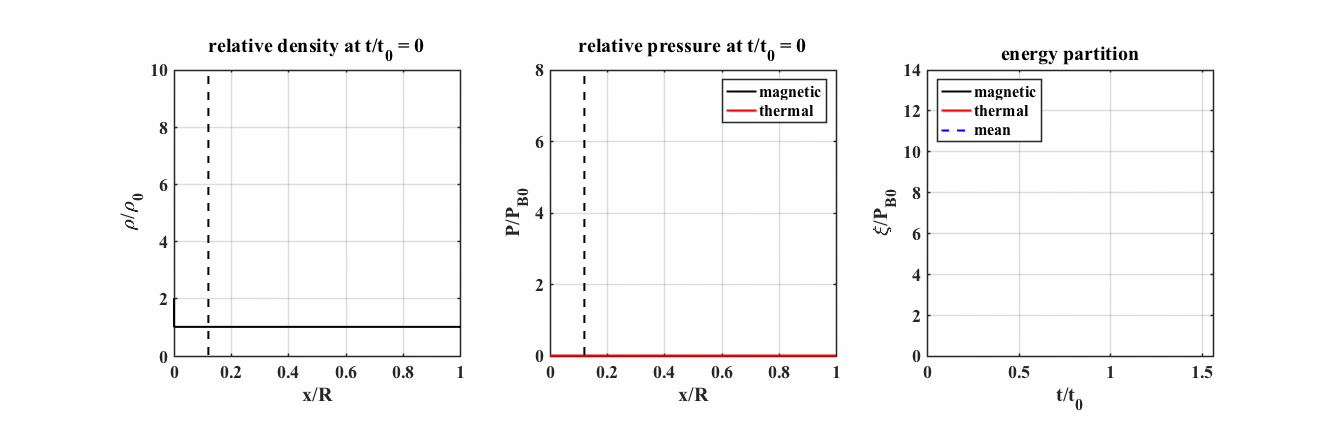 relative density at t/t0 = 0
10
8
6
4
2
0
ρ/ρ0
0
0.2
0.4
0.6
0.8
1
x/R
relative pressure at t/t0 = 0
magnetic
thermal
8
6
4
2
0
P/PB0
0
0.2
0.4
0.6
0.8
1
x/R
energy partition
magnetic
thermal
mean
14
12
10
8
6
4
2
0
ξ/PB0
0
0.5
1
1.5
t/t0